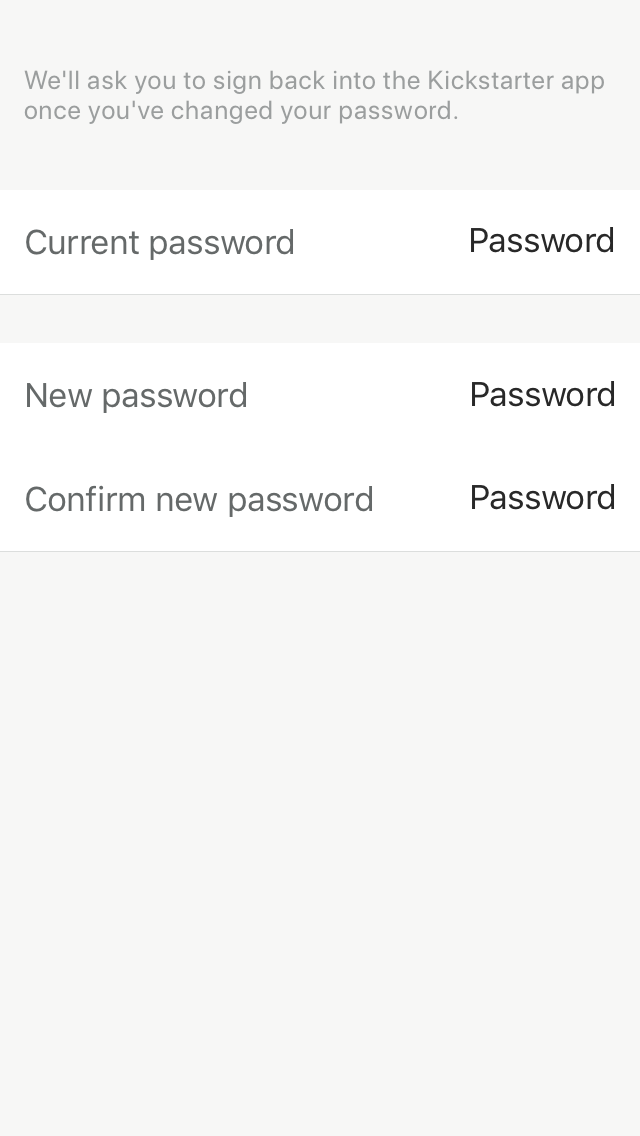 We'll ask you to sign back into the Kickstarter app
once you've changed your password.
Current password Password
New password Password
Confirm new password Password